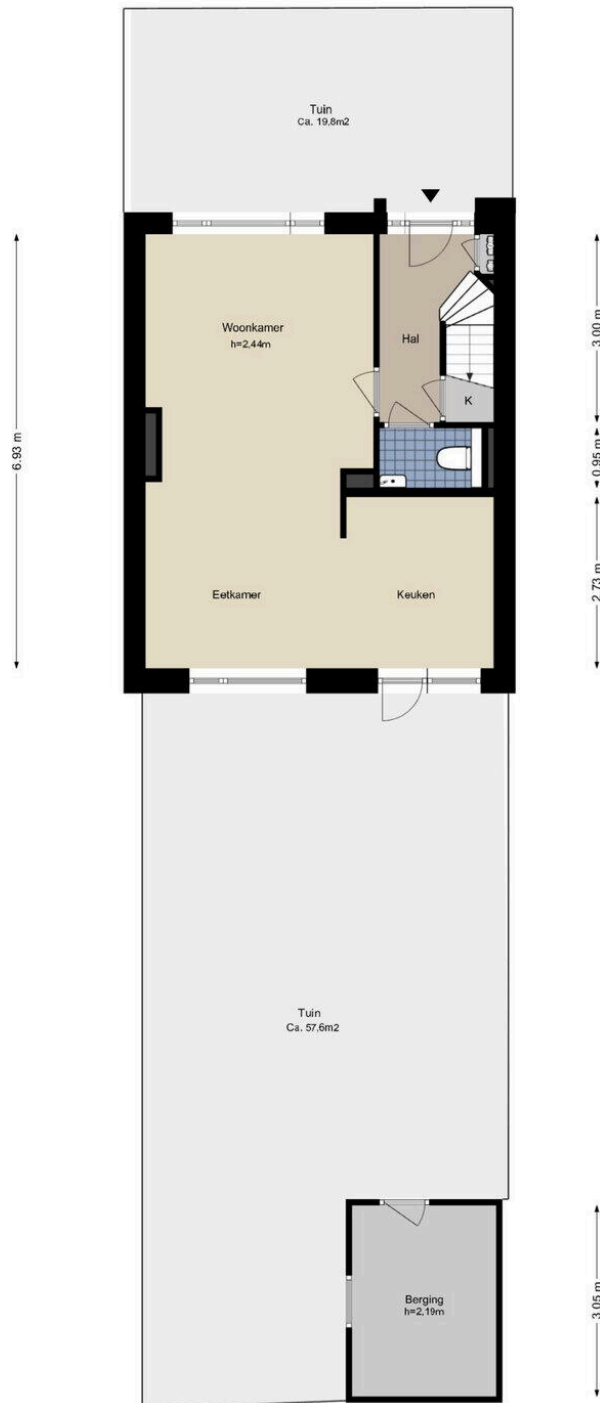 Tuin
Ca. 19,8m2
Woonkamer
h=2,44m
Hal
K
6.93 m
3.00 m
0.95 m
2.73 m
Eetkamer
Keuken
Tuin
Ca. 57,6m2
Berging
h=2,19m
3.05 m